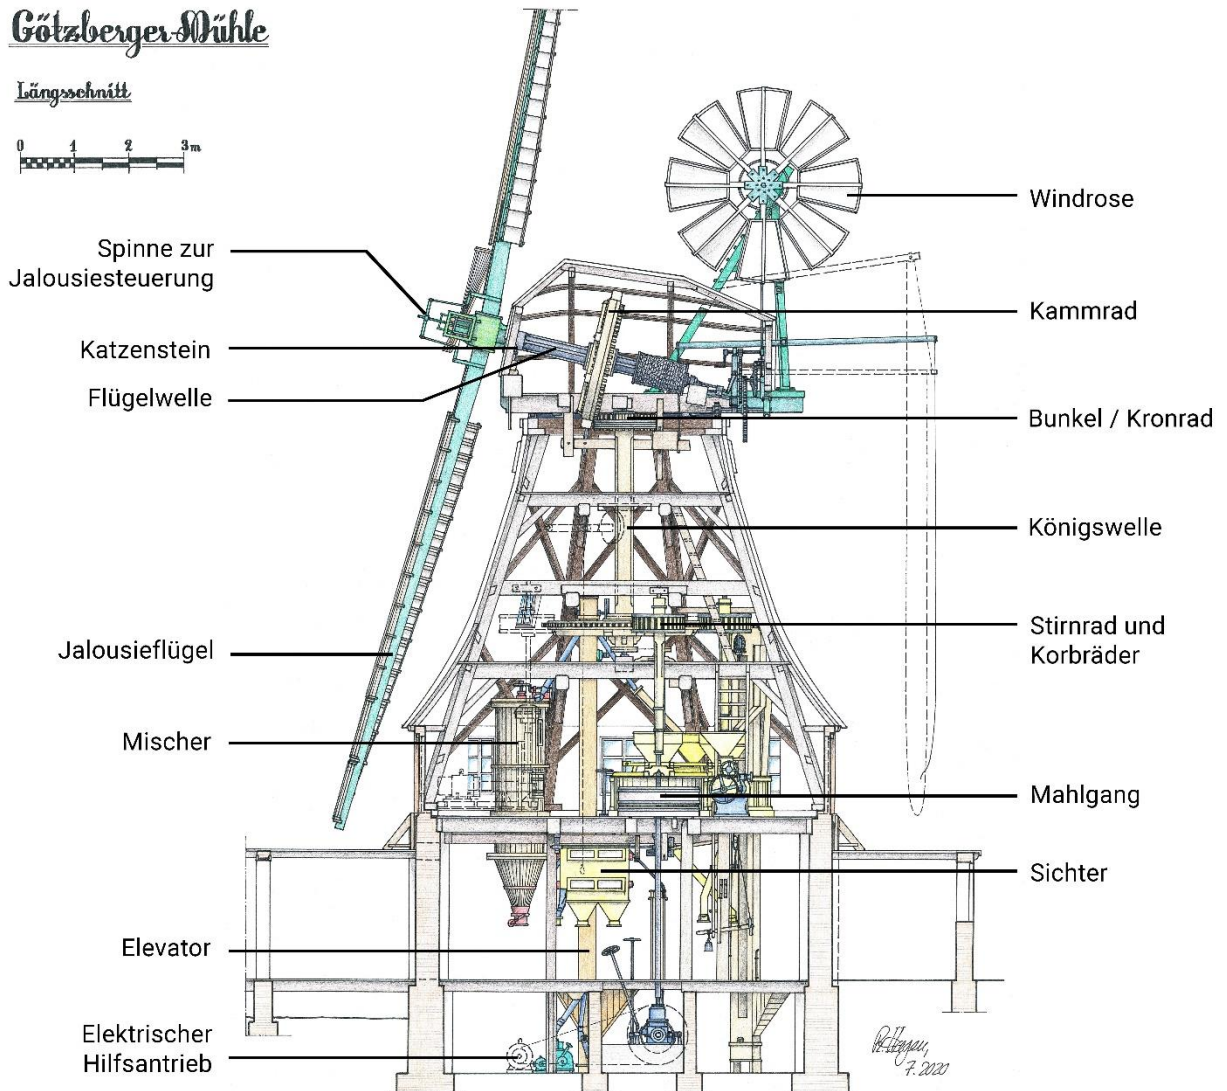 Götzberger-Mühle
Längsschnitt
0 1 2 3 m
Windrose
Spinne zur
Jalousiesteuerung
Kammrad
Katzenstein
Flügelwelle
Bunkel / Kronrad
Königswelle
Stirnrad und
Korbräder
Jalousieflügel
Mischer
Mahlgang
Sichter
Elevator
Elektrischer
Hilfsantrieb
7.2020